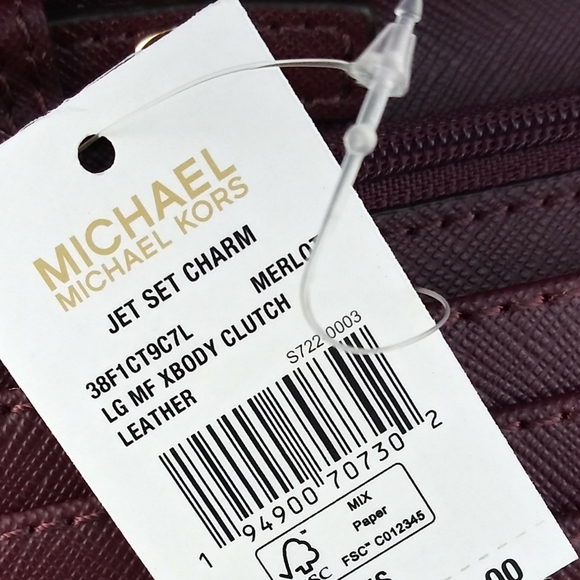 MICHAEL
MICHAEL KORS
JET SET CHARM
38F1CT9C7L MERLOT
LG MF XBODY CLUTCH
LEATHER
S722 0003
1 94900 70730 2
FSC
MIX
Paper
FSC™ C012345
00